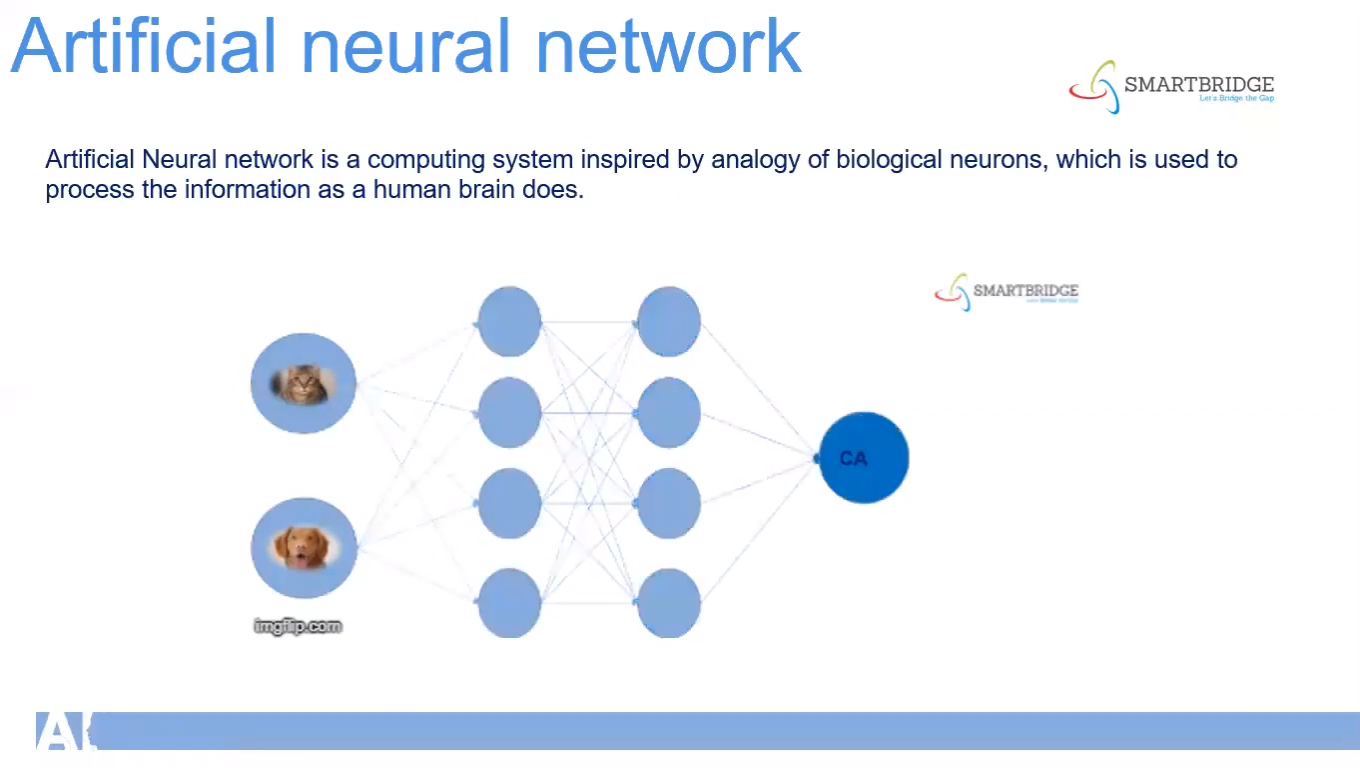 Artificial neural network
SMARTBRIDGE
Let's Bridge the Gap
Artificial Neural network is a computing system inspired by analogy of biological neurons, which is used to
process the information as a human brain does.
SMARTBRIDGE
CA
imgflip.com